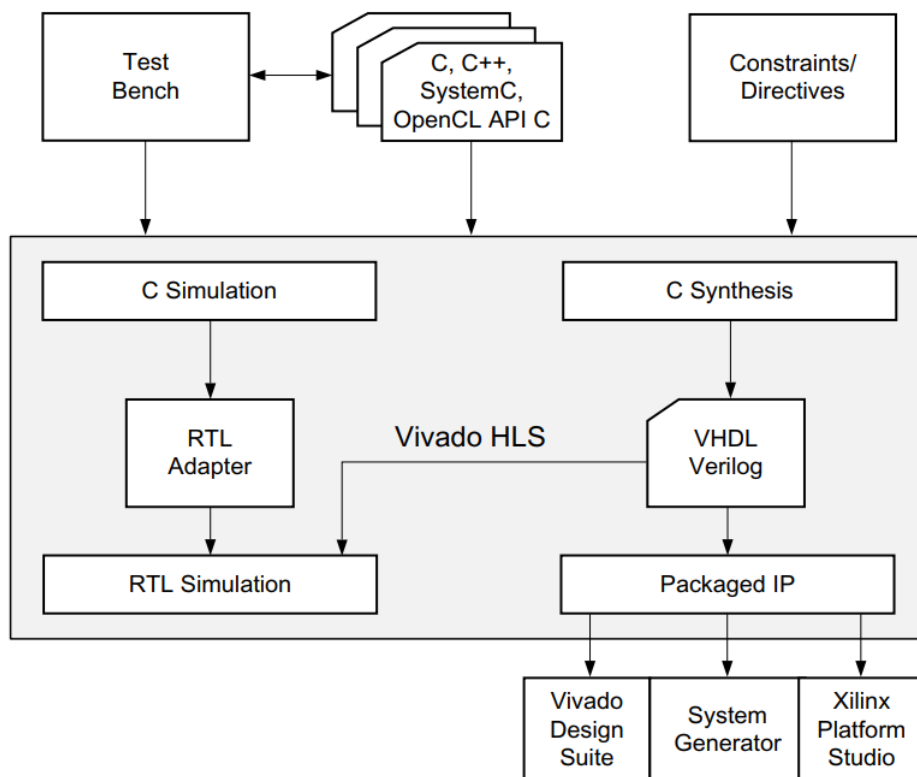 Test
Bench
C, C++,
SystemC,
OpenCL API C
Constraints/
Directives
C Simulation
C Synthesis
RTL
Adapter
Vivado HLS
VHDL
Verilog
RTL Simulation
Packaged IP
Vivado
Design
Suite
System
Generator
Xilinx
Platform
Studio